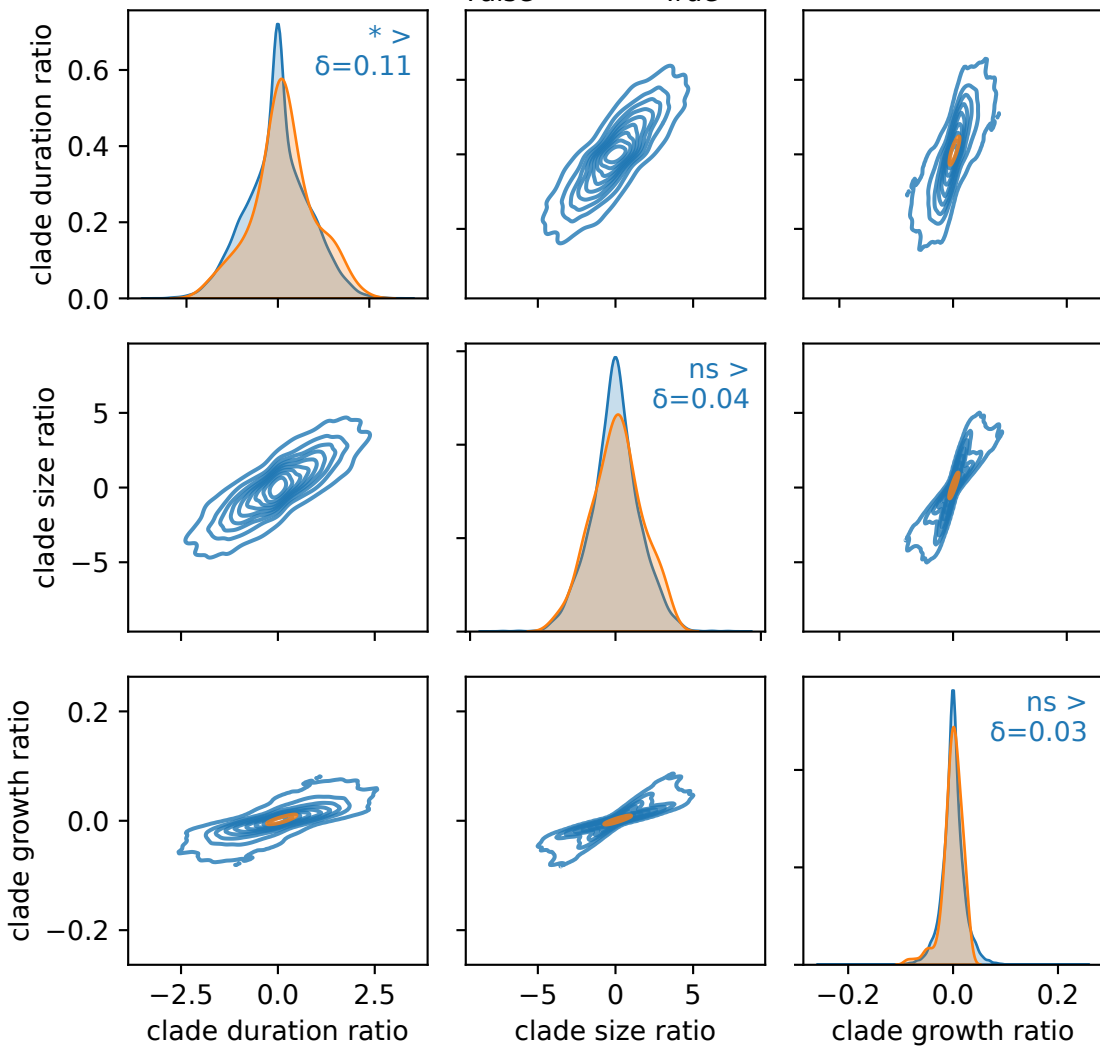 clade duration ratio
0.6
0.4
0.2
0.0
* >
δ=0.11
clade size ratio
5
0
−5
ns >
δ=0.04
clade growth ratio
0.2
0.0
−0.2
ns >
δ=0.03
−2.5 0.0 2.5
−5 0 5
−0.2 0.0 0.2
clade duration ratio
clade size ratio
clade growth ratio